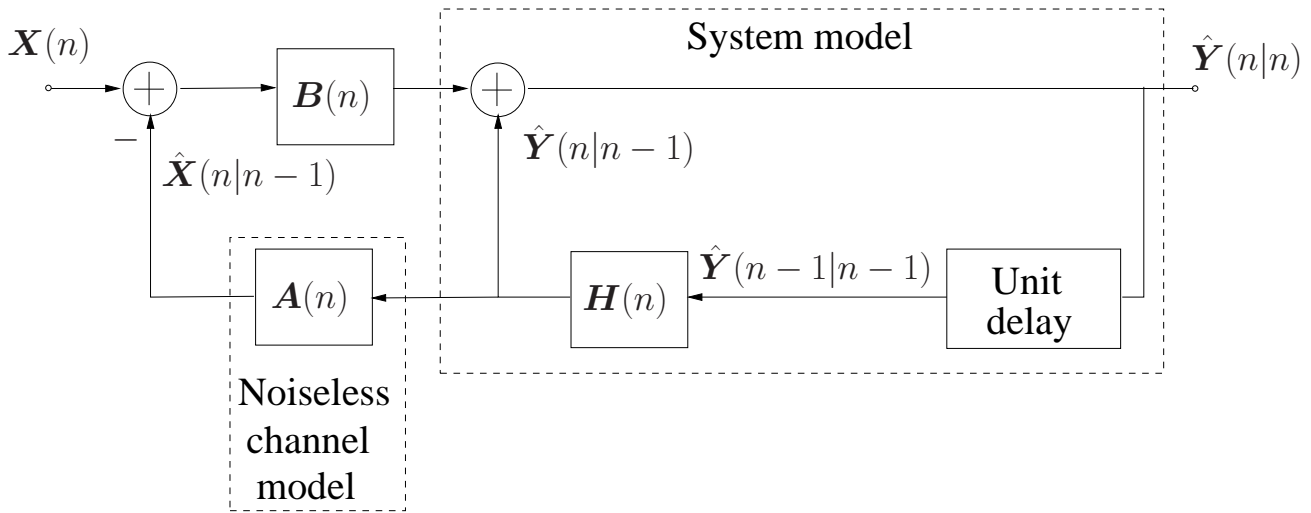 System model
X(n)
Ŷ(n|n)
+
B(n)
+
−
X̂(n|n − 1)
Ŷ(n|n − 1)
A(n)
H(n)
Ŷ(n − 1|n − 1)
Unit
delay
Noiseless
channel
model